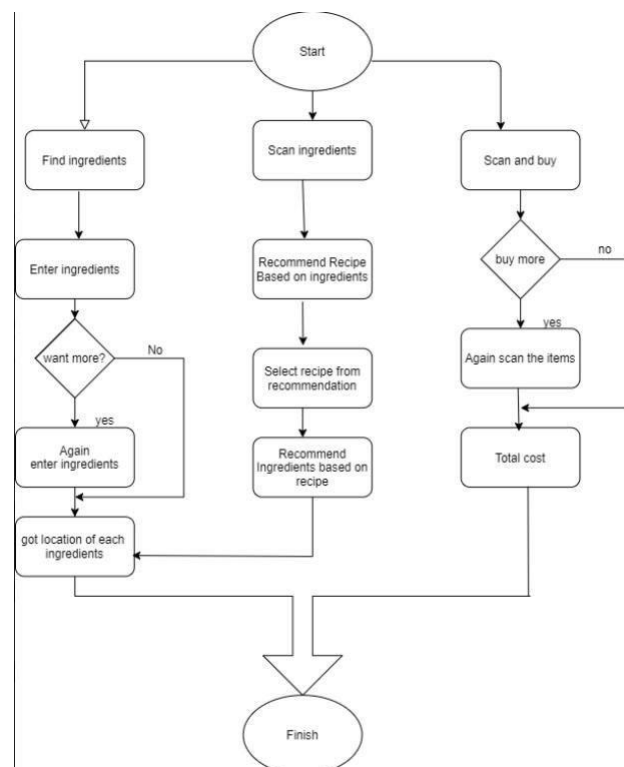 Start
Find ingredients
Scan ingredients
Scan and buy
Enter ingredients
Recommend Recipe
Based on ingredients
buy more
no
want more?
No
yes
Again scan the items
Select recipe from
recommendation
yes
Again
enter ingredients
Recommend
Ingredients based on
recipe
Total cost
got location of each
ingredients
Finish